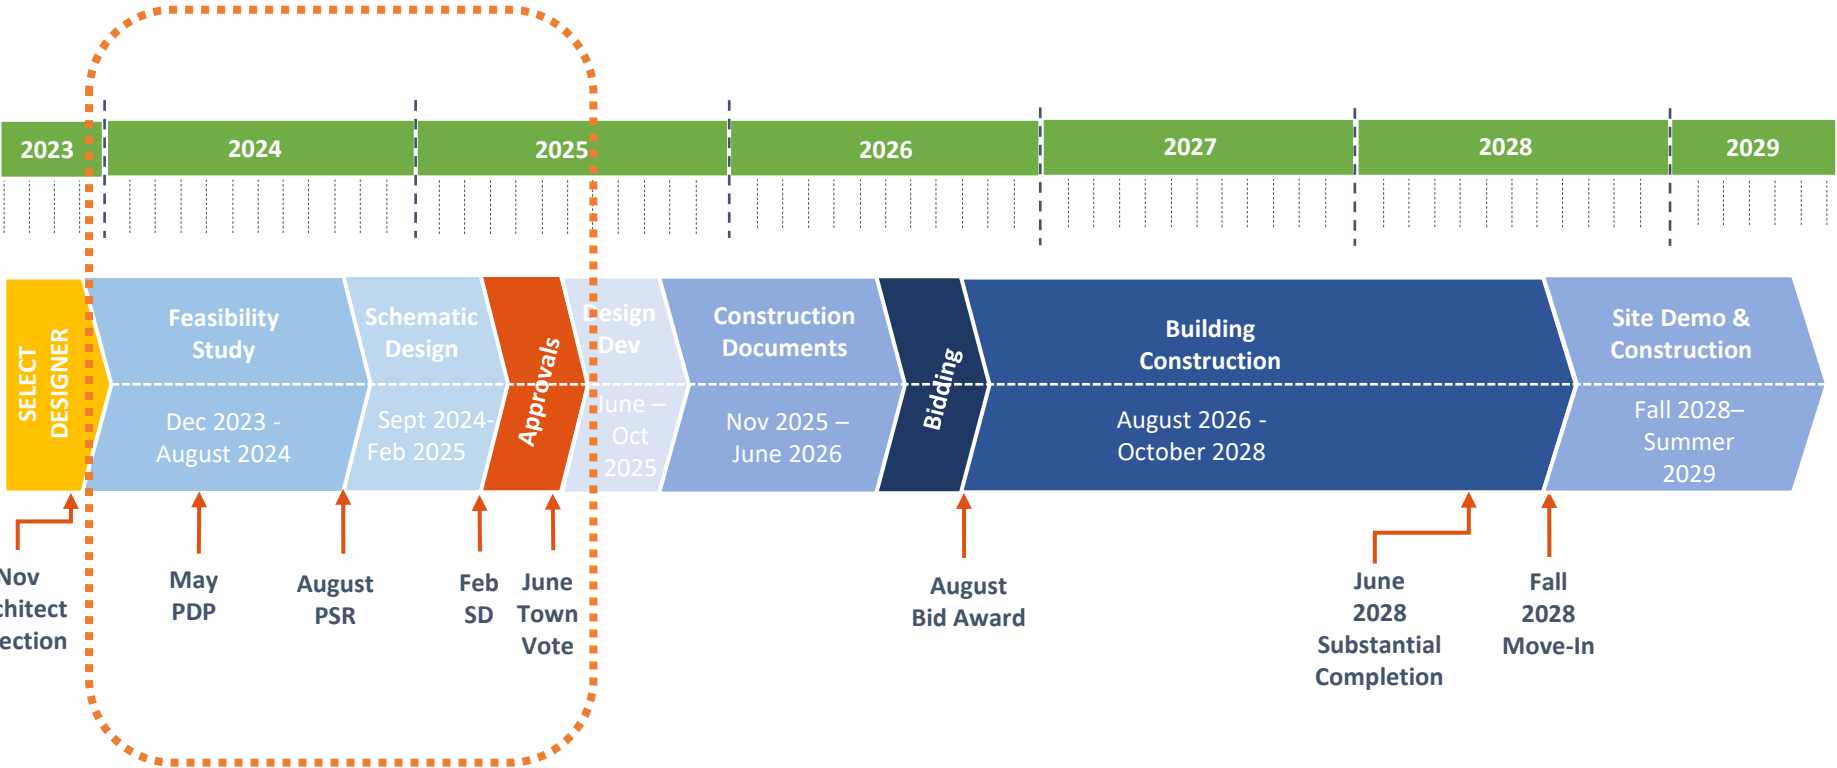 2023
2024
2025
2026
2027
2028
2029
SELECT
DESIGNER
Feasibility
Study
Dec 2023 -
August 2024
Schematic
Design
Sept 2024-
Feb 2025
Approvals
Design
Dev
June –
Oct
2025
Construction
Documents
Nov 2025 –
June 2026
Bidding
Building
Construction
August 2026 -
October 2028
Site Demo &
Construction
Fall 2028–
Summer
2029
Nov
chitect
ection
May
PDP
August
PSR
Feb
SD
June
Town
Vote
August
Bid Award
June
2028
Substantial
Completion
Fall
2028
Move-In